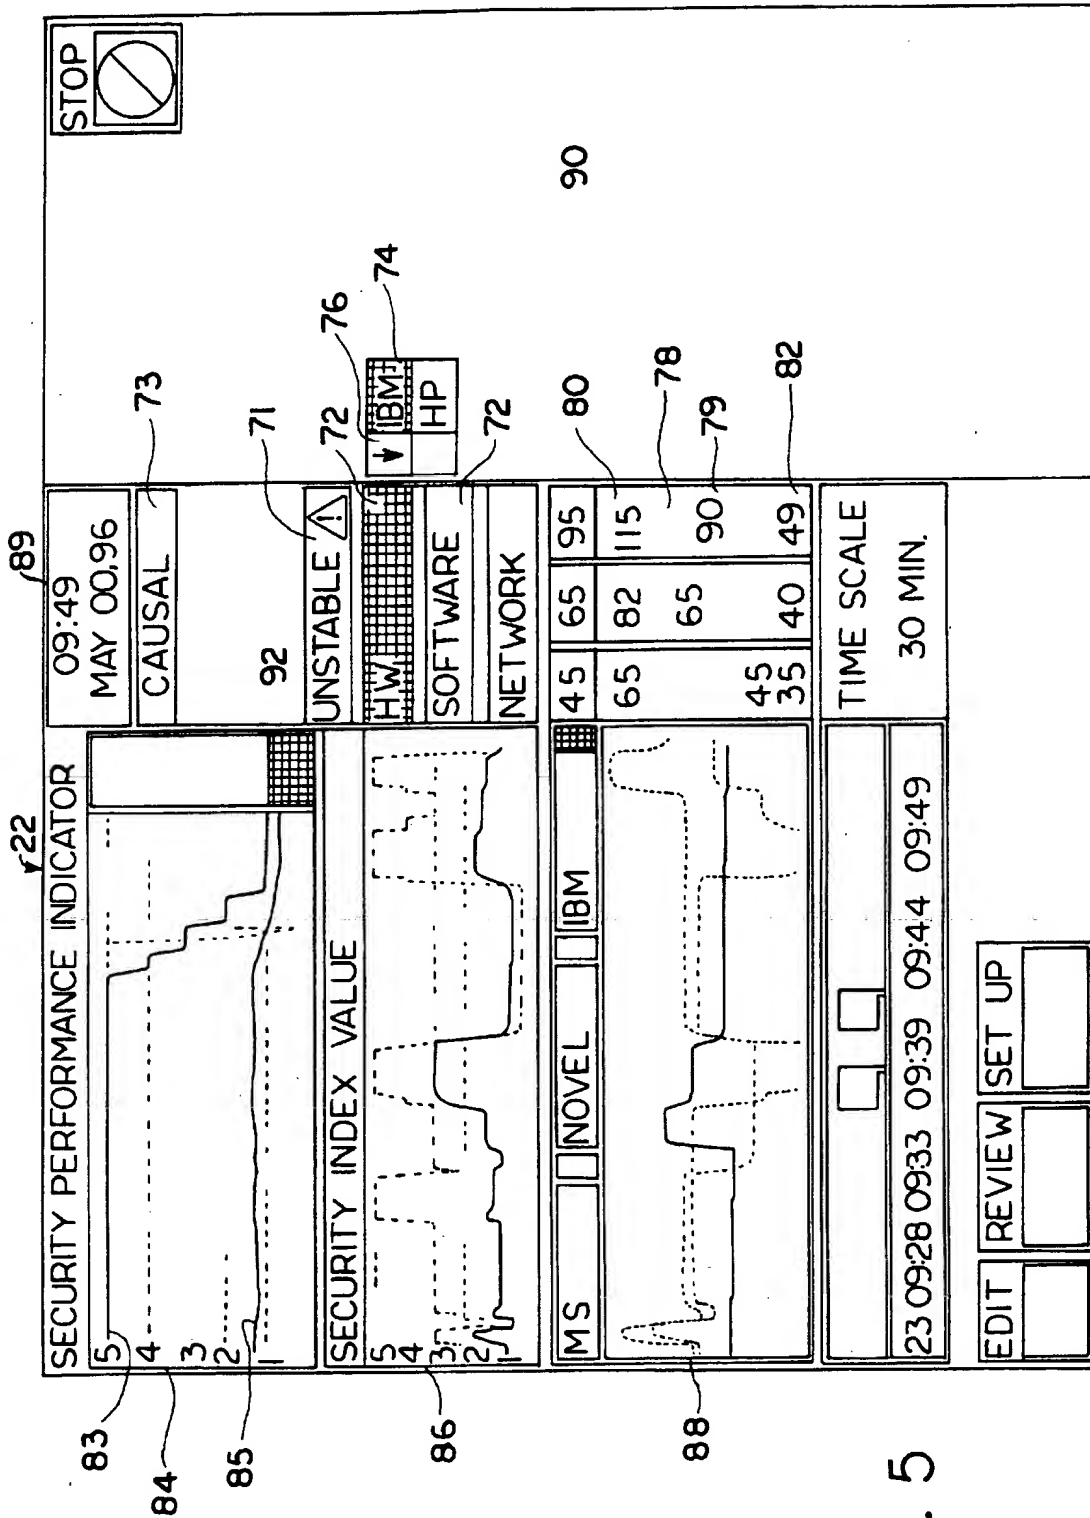 22
89
SECURITY PERFORMANCE INDICATOR
09:49
MAY 00,96
STOP
CAUSAL
73
83
84
85
5
4
3
2
1
92
UNSTABLE
71
SECURITY INDEX VALUE
86
5
4
3
2
1
HW
72
76
IBM
74
HP
SOFTWARE
72
NETWORK
MS
NOVEL
IBM
45
65
95
88
65
82
115
80
78
65
90
79
45
35
40
49
82
90
TIME SCALE
30 MIN.
23 09:28 09:33 09:39 09:44 09:49
EDIT
REVIEW
SET UP
. 5